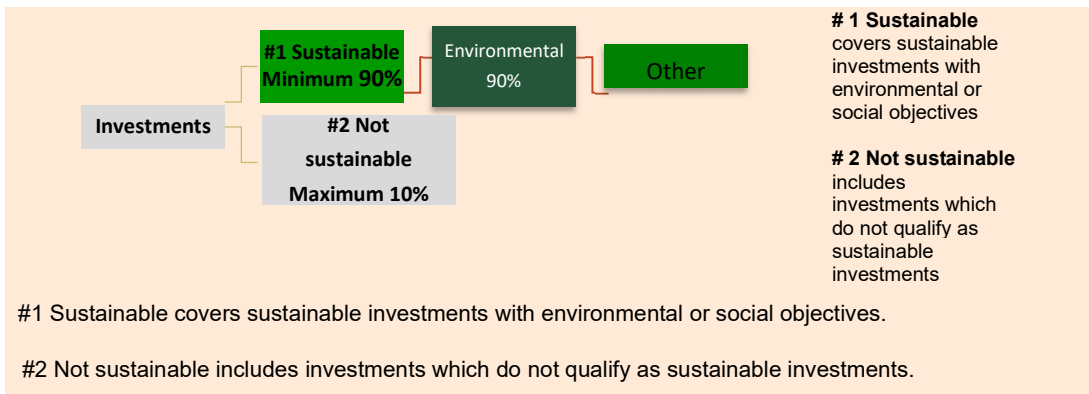 #1 Sustainable
Minimum 90%
Environmental
90%
Other
Investments
#2 Not
sustainable
Maximum 10%
# 1 Sustainable
covers sustainable
investments with
environmental or
social objectives
# 2 Not sustainable
includes
investments which
do not qualify as
sustainable
investments
#1 Sustainable covers sustainable investments with environmental or social objectives.
#2 Not sustainable includes investments which do not qualify as sustainable investments.